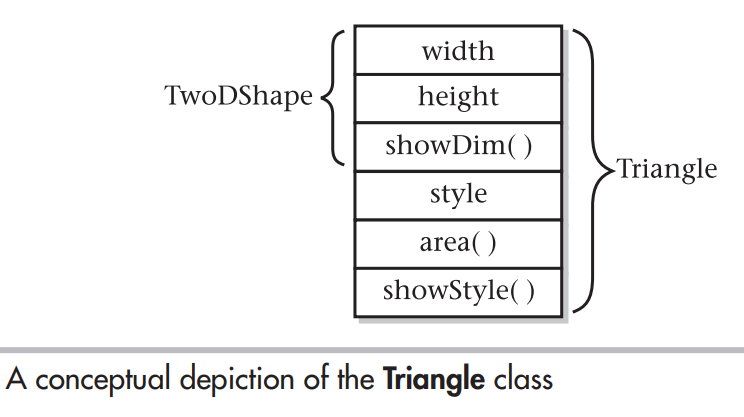 width
TwoDShape
height
showDim( )
Triangle
style
area( )
showStyle( )
A conceptual depiction of the Triangle class